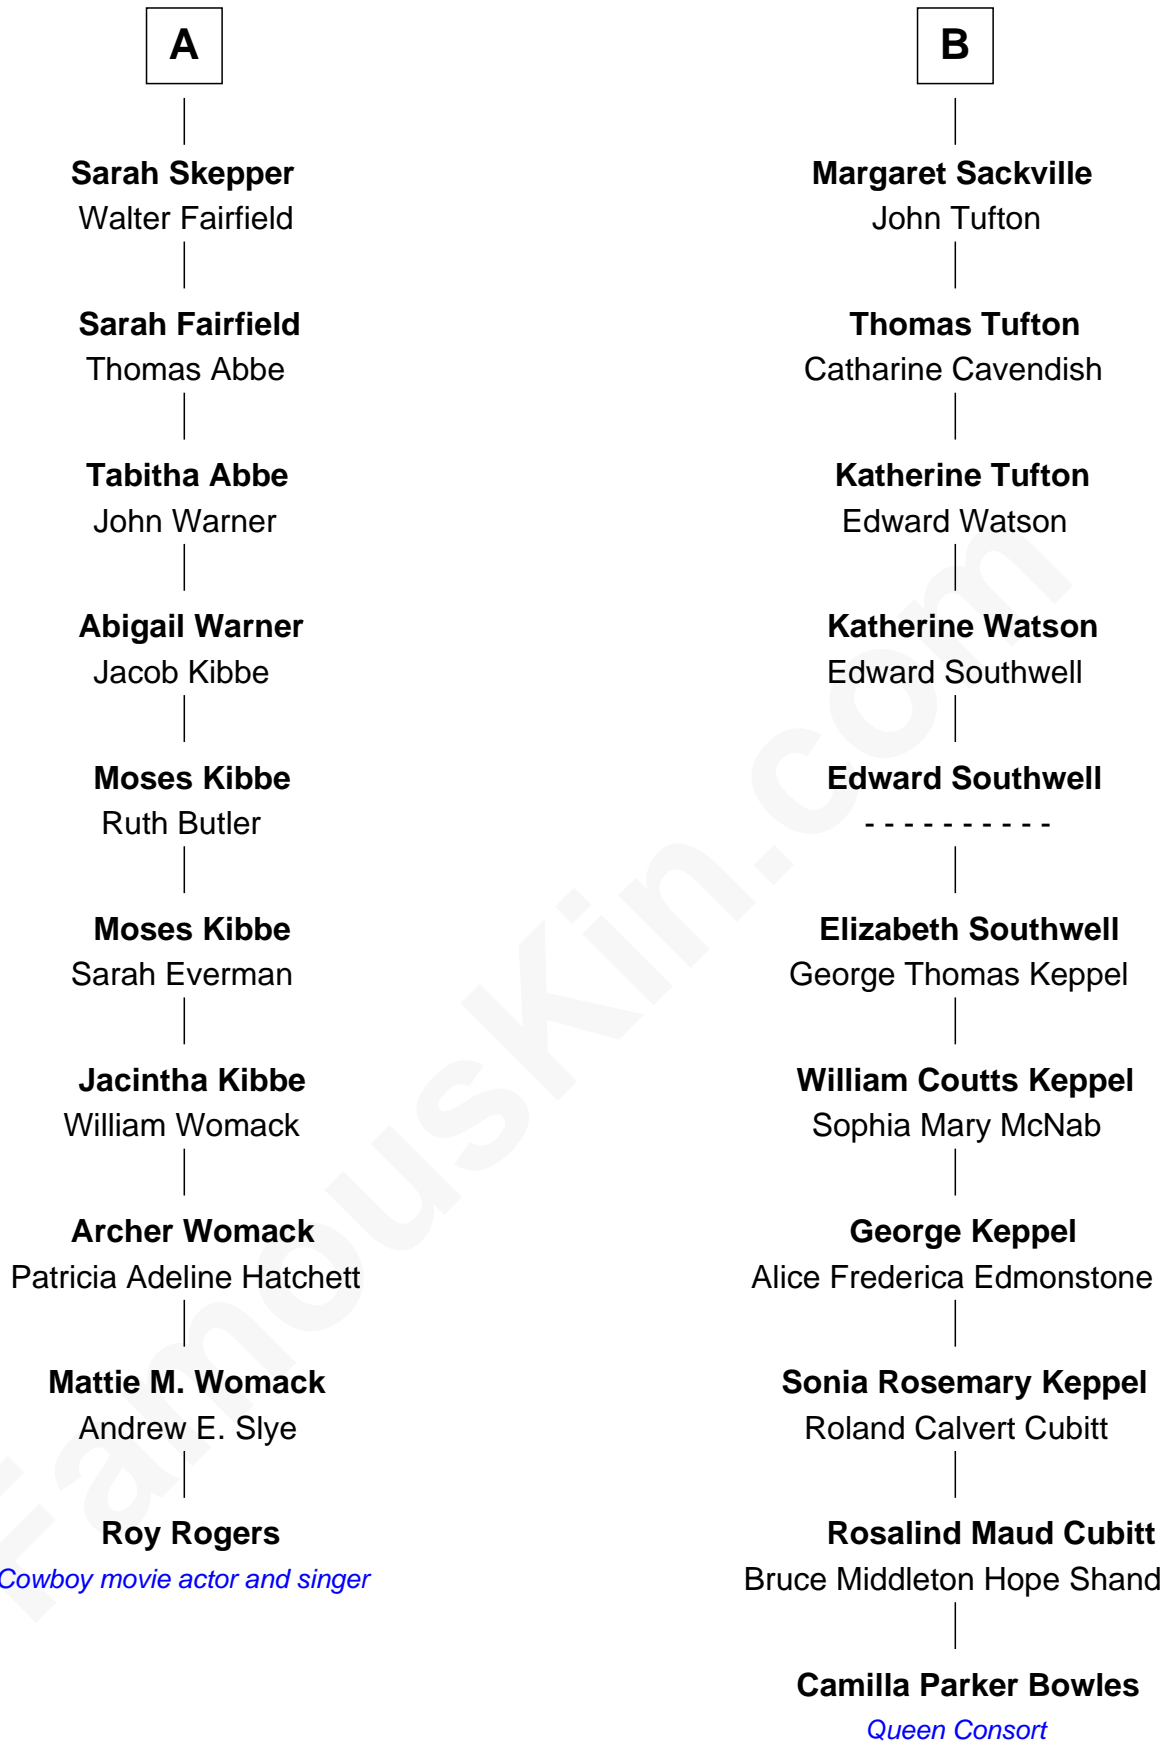 A
Sarah Skepper
Walter Fairfield
Sarah Fairfield
Thomas Abbe
Tabitha Abbe
John Warner
Abigail Warner
Jacob Kibbe
Moses Kibbe
Ruth Butler
Moses Kibbe
Sarah Everman
Jacintha Kibbe
William Womack
Archer Womack
Patricia Adeline Hatchett
Mattie M. Womack
Andrew E. Slye
Roy Rogers
Cowboy movie actor and singer
B
Margaret Sackville
John Tufton
Thomas Tufton
Catharine Cavendish
Katherine Tufton
Edward Watson
Katherine Watson
Edward Southwell
Edward Southwell
- - - - - - - - - -
Elizabeth Southwell
George Thomas Keppel
William Coutts Keppel
Sophia Mary McNab
George Keppel
Alice Frederica Edmonstone
Sonia Rosemary Keppel
Roland Calvert Cubitt
Rosalind Maud Cubitt
Bruce Middleton Hope Shand
Camilla Parker Bowles
Queen Consort
FamousKin.com